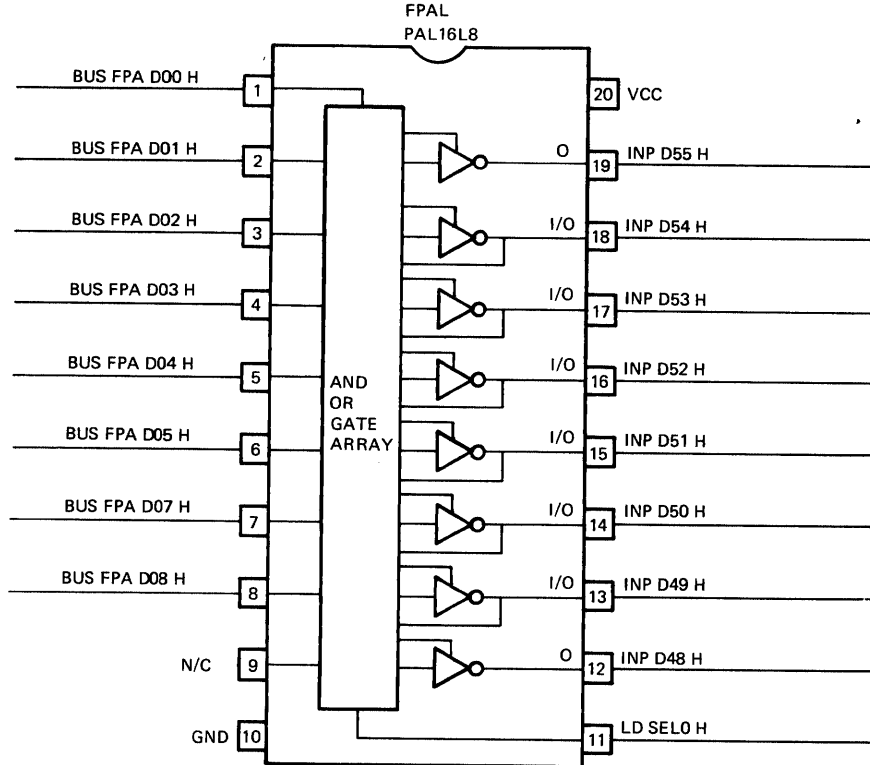 FPAL
PAL16L8
BUS FPA D00 H
1
20 VCC
BUS FPA D01 H
2
O
19
INP D55 H
BUS FPA D02 H
3
I/O
18
INP D54 H
BUS FPA D03 H
4
I/O
17
INP D53 H
BUS FPA D04 H
5
I/O
16
INP D52 H
AND
OR
GATE
ARRAY
BUS FPA D05 H
6
I/O
15
INP D51 H
BUS FPA D07 H
7
I/O
14
INP D50 H
BUS FPA D08 H
8
I/O
13
INP D49 H
N/C
9
O
12
INP D48 H
GND 10
11
LD SEL0 H